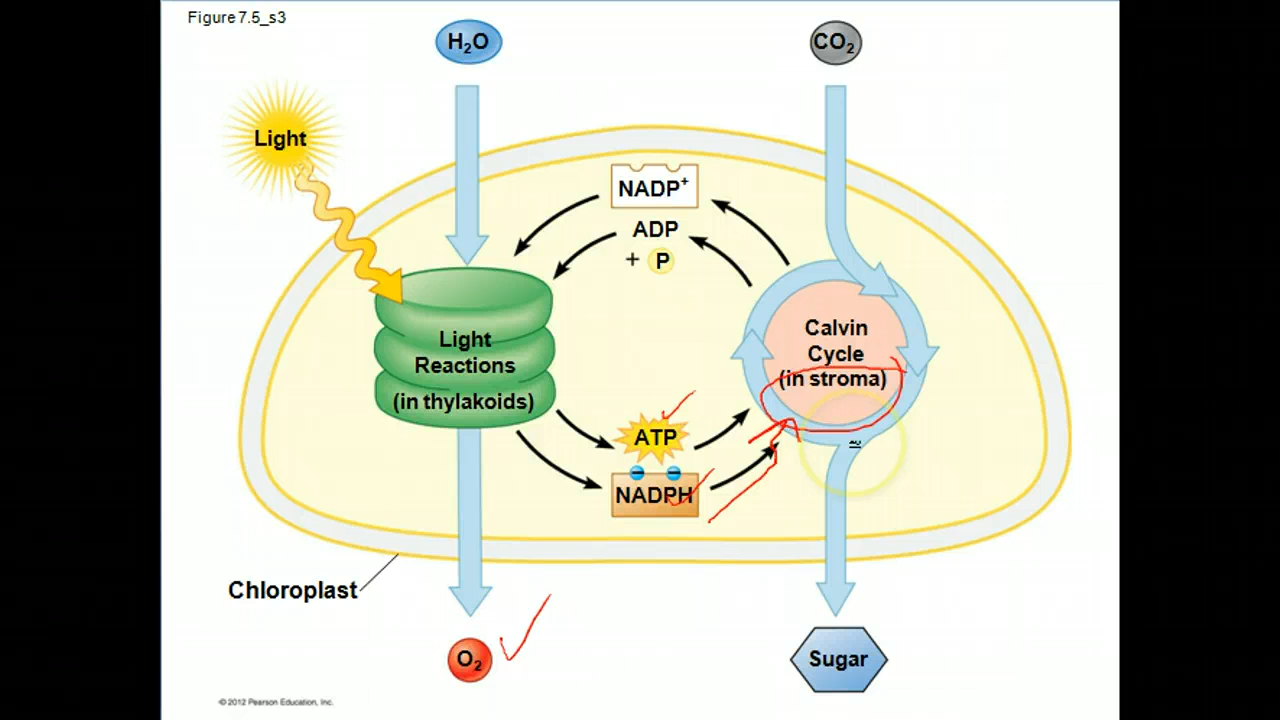 Figure 7.5_s3
H₂O
CO₂
Light
NADP⁺
ADP
+ P
Light
Reactions
(in thylakoids)
Calvin
Cycle
(in stroma)
ATP
NADPH
Chloroplast
O₂
Sugar
© 2012 Pearson Education, Inc.